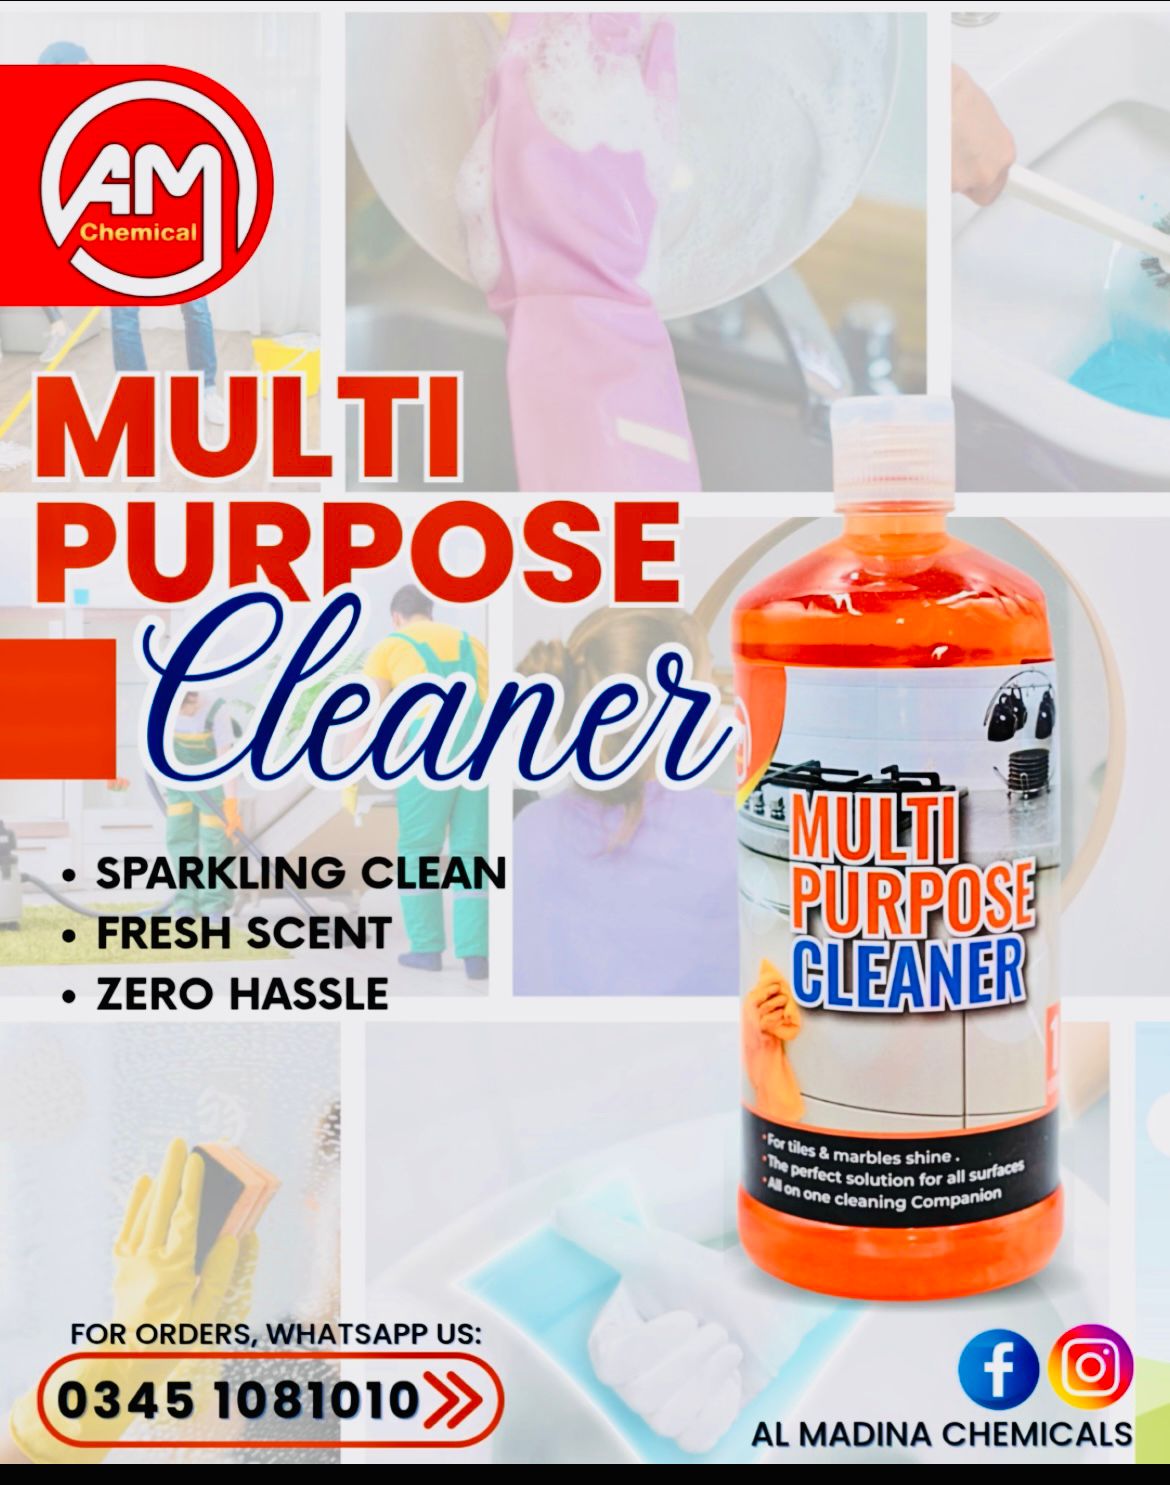 AM
Chemical
MULTI
PURPOSE
Cleaner
• SPARKLING CLEAN
• FRESH SCENT
• ZERO HASSLE
MULTI
PURPOSE
CLEANER
1
•For tiles & marbles shine .
•The perfect solution for all surfaces
•All on one cleaning Companion
FOR ORDERS, WHATSAPP US:
0345 1081010
AL MADINA CHEMICALS